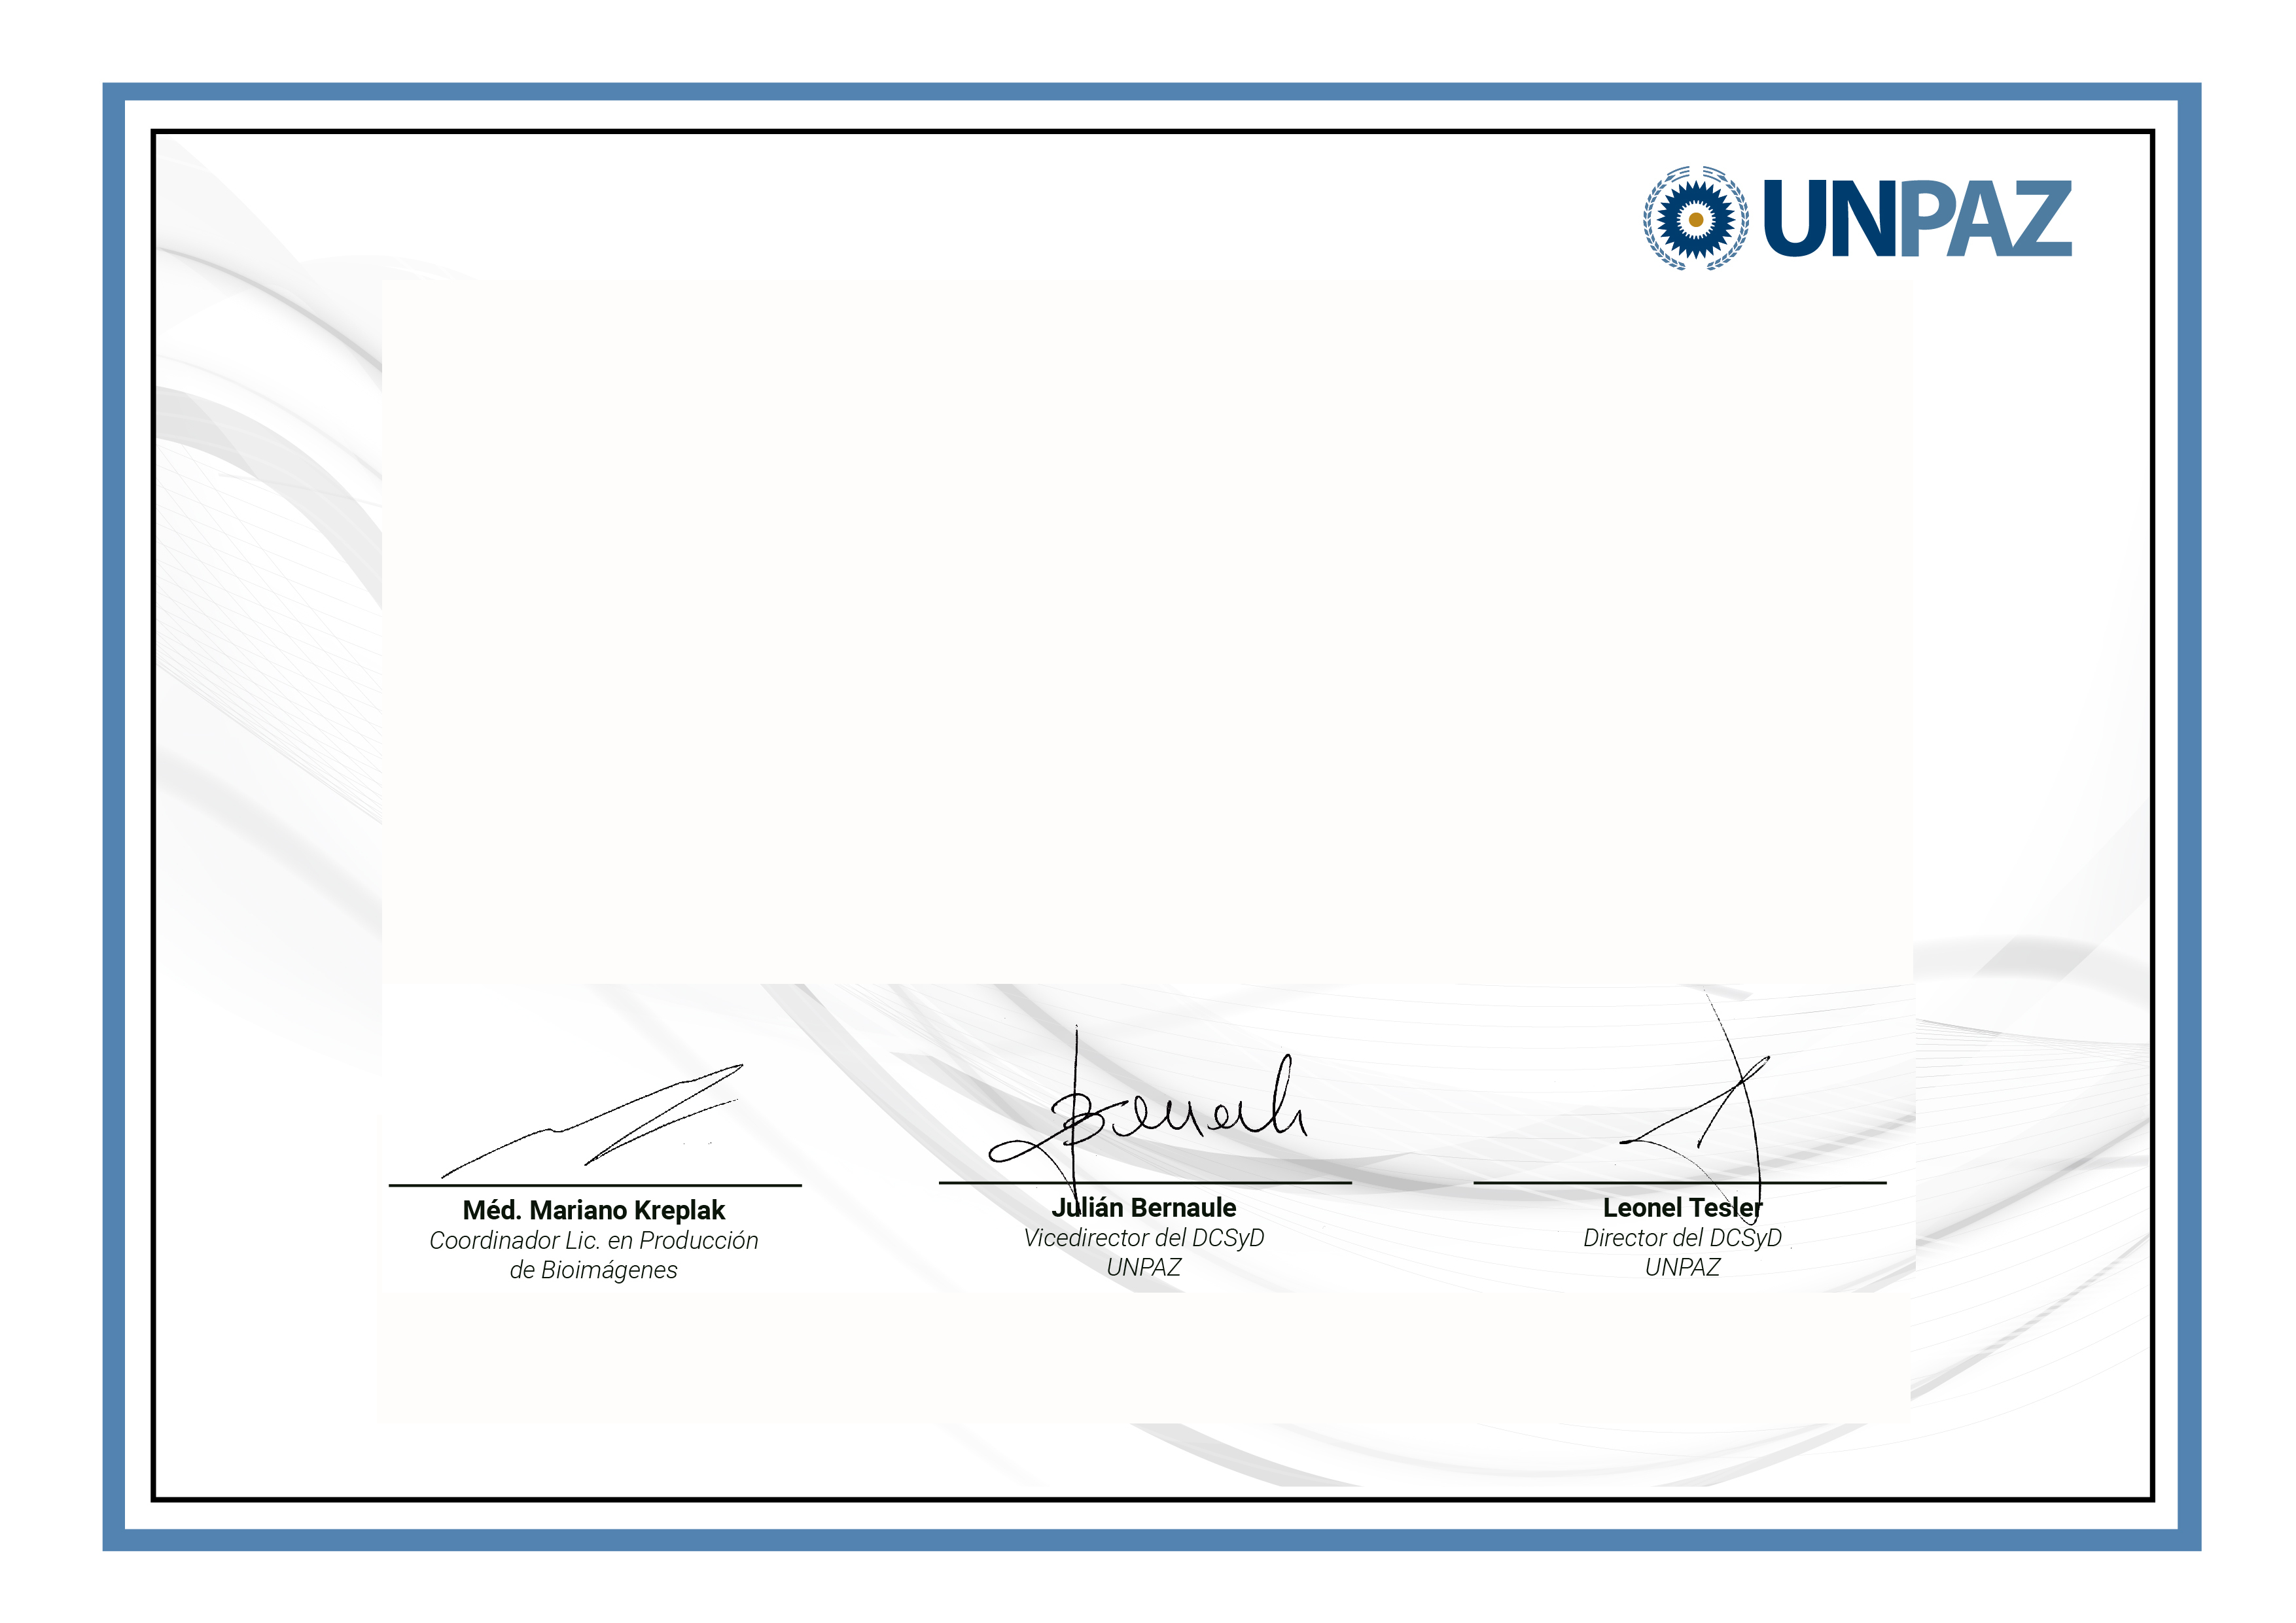 UNPAZ
Méd. Mariano Kreplak
Coordinador Lic. en Producción
de Bioimágenes
Julián Bernaule
Vicedirector del DCSyD
UNPAZ
Leonel Tesler
Director del DCSyD
UNPAZ